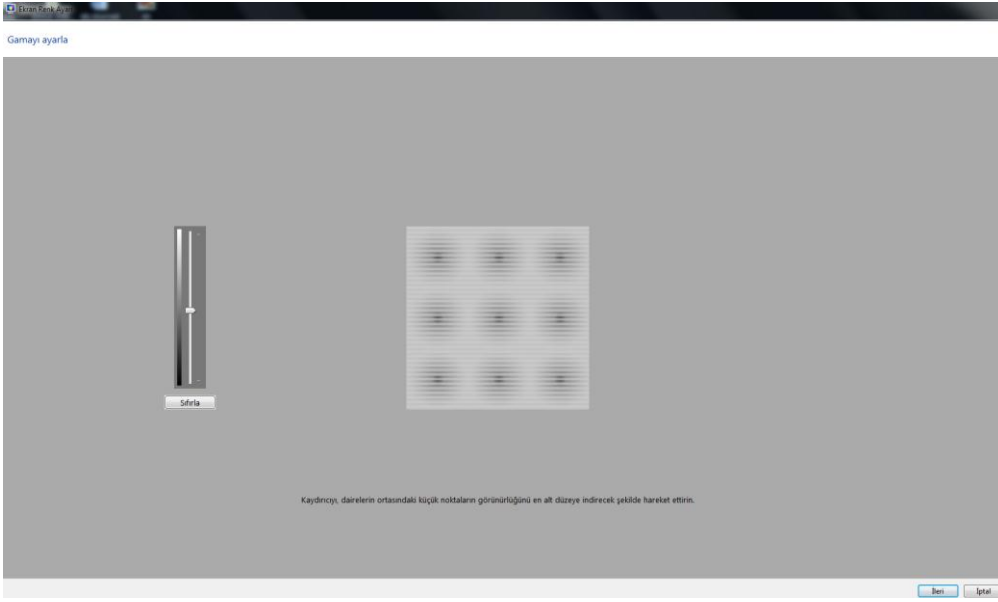 Ekran Renk Ayarı
Gamayı ayarla
Sıfırla
Kaydırıcıyı, dairelerin ortasındaki küçük noktaların görünürlüğünü en alt düzeye indirecek şekilde hareket ettirin.
İleri
İptal